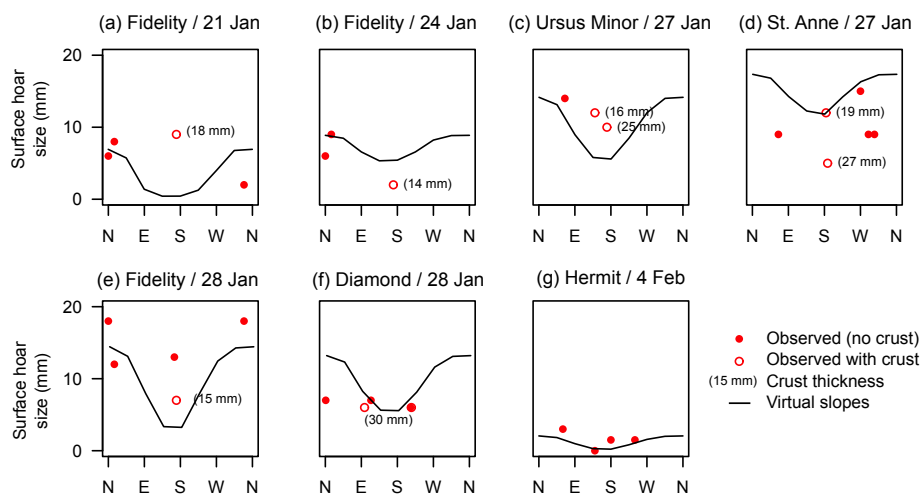 (a) Fidelity / 21 Jan
(b) Fidelity / 24 Jan
(c) Ursus Minor / 27 Jan
(d) St. Anne / 27 Jan
Surface hoar
size (mm)
20
10
0
(18 mm)
(14 mm)
(16 mm)
(25 mm)
(19 mm)
(27 mm)
N E S W N
N E S W N
N E S W N
N E S W N
(e) Fidelity / 28 Jan
(f) Diamond / 28 Jan
(g) Hermit / 4 Feb
Surface hoar
size (mm)
20
10
0
(15 mm)
(30 mm)
N E S W N
N E S W N
N E S W N
Observed (no crust)
Observed with crust
(15 mm) Crust thickness
Virtual slopes